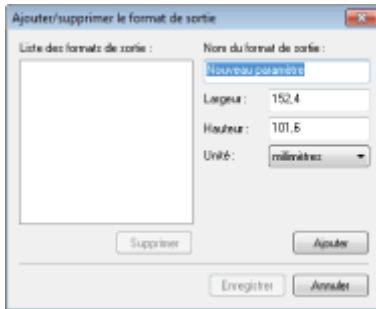 Ajouter/supprimer le format de sortie
Liste des formats de sortie :
Nom du format de sortie :
Nouveau paramètre
Largeur : 152,4
Hauteur : 101,6
Unité : millimètres
Supprimer
Ajouter
Enregistrer
Annuler